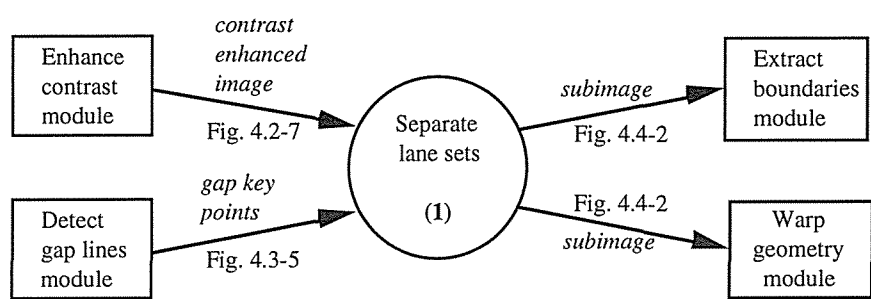 Enhance
contrast
module
contrast
enhanced
image
Fig. 4.2-7
Detect
gap lines
module
gap key
points
Fig. 4.3-5
Separate
lane sets
(1)
subimage
Fig. 4.4-2
Extract
boundaries
module
Fig. 4.4-2
subimage
Warp
geometry
module